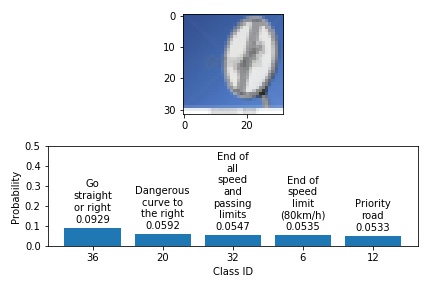 0
10
20
30
0 20
0.5
0.4
0.3
0.2
0.1
0.0
Probability
Go
straight
or right
0.0929
Dangerous
curve to
the right
0.0592
End of
all
speed
and
passing
limits
0.0547
End of
speed
limit
(80km/h)
0.0535
Priority
road
0.0533
36 20 32 6 12
Class ID